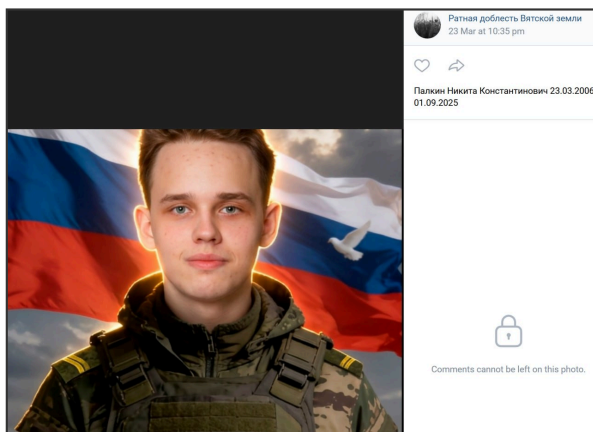 Ратная доблесть Вятской земли
23 Mar at 10:35 pm
Палкин Никита Константинович 23.03.2006
01.09.2025
Comments cannot be left on this photo.